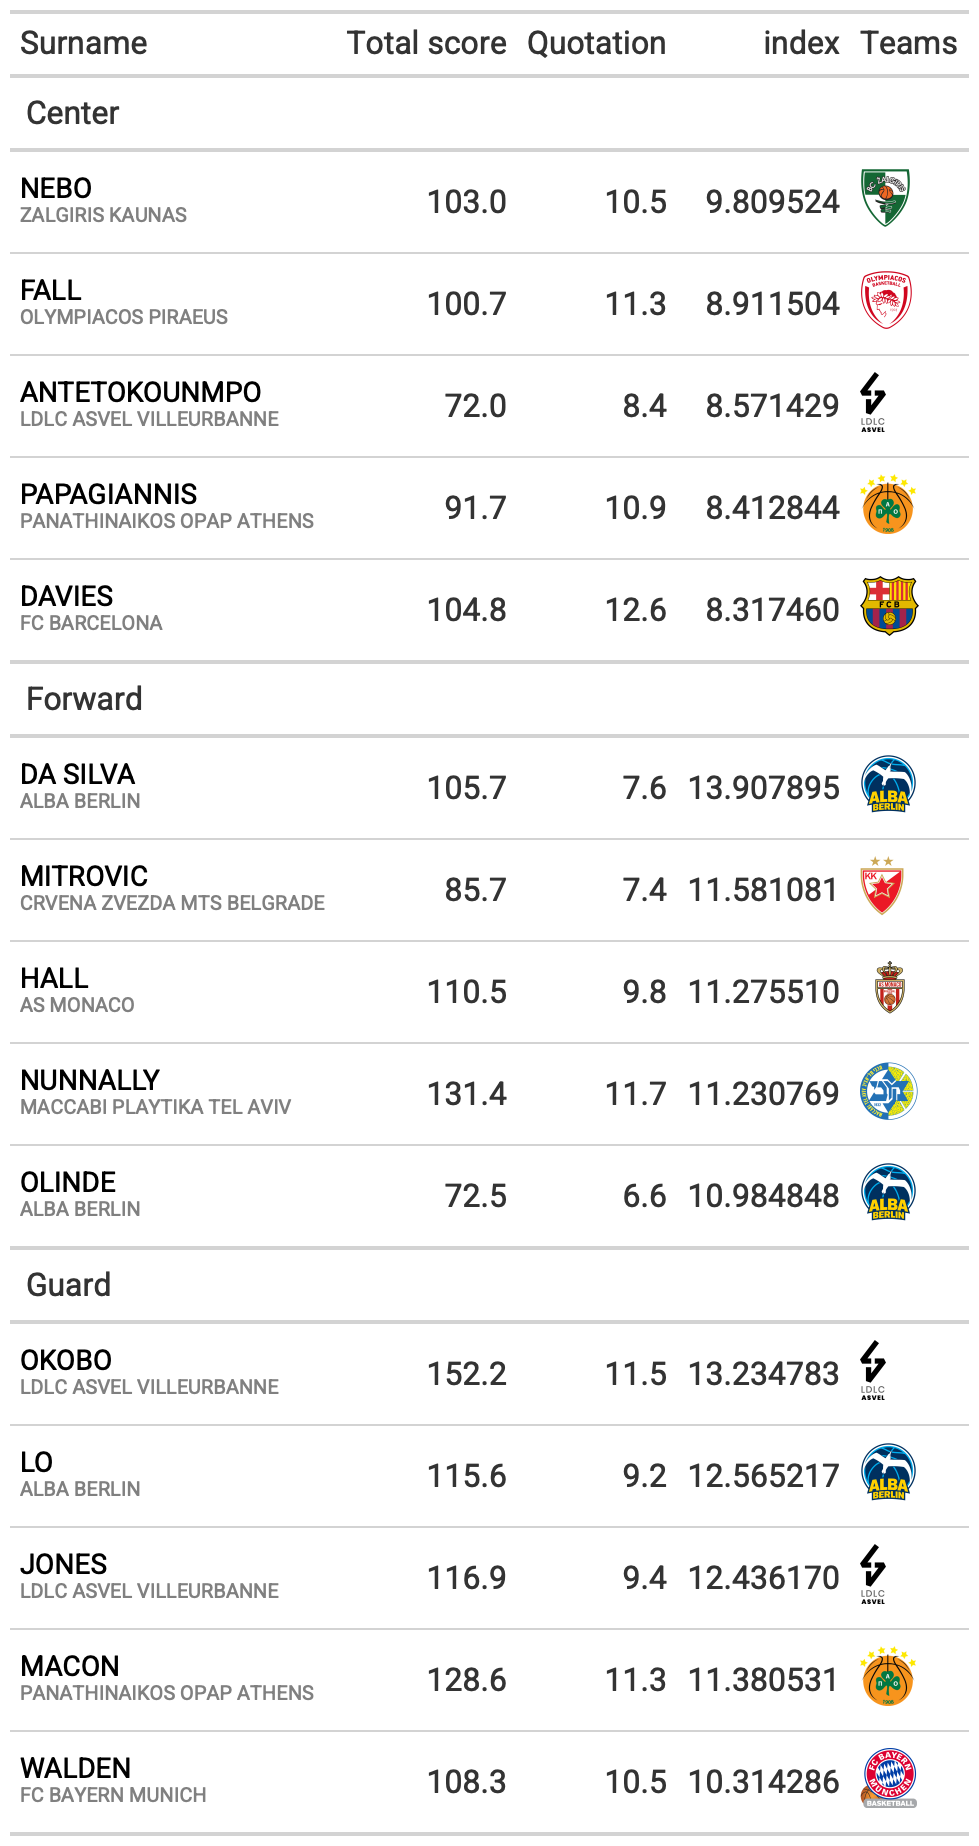 Surname Total score Quotation index Teams
Center
NEBO
ZALGIRIS KAUNAS
103.0 10.5 9.809524
FALL
OLYMPIACOS PIRAEUS
100.7 11.3 8.911504
OLYMPIACOS
BASKETBALL
ANTETOKOUNMPO
LDLC ASVEL VILLEURBANNE
72.0 8.4 8.571429
LDLC
ASVEL
PAPAGIANNIS
PANATHINAIKOS OPAP ATHENS
91.7 10.9 8.412844
DAVIES
FC BARCELONA
104.8 12.6 8.317460
FCB
Forward
DA SILVA
ALBA BERLIN
105.7 7.6 13.907895
ALBA
BERLIN
MITROVIC
CRVENA ZVEZDA MTS BELGRADE
85.7 7.4 11.581081
KK
HALL
AS MONACO
110.5 9.8 11.275510
NUNNALLY
MACCABI PLAYTIKA TEL AVIV
131.4 11.7 11.230769
OLINDE
ALBA BERLIN
72.5 6.6 10.984848
ALBA
BERLIN
Guard
OKOBO
LDLC ASVEL VILLEURBANNE
152.2 11.5 13.234783
LDLC
ASVEL
LO
ALBA BERLIN
115.6 9.2 12.565217
ALBA
BERLIN
JONES
LDLC ASVEL VILLEURBANNE
116.9 9.4 12.436170
LDLC
ASVEL
MACON
PANATHINAIKOS OPAP ATHENS
128.6 11.3 11.380531
WALDEN
FC BAYERN MUNICH
108.3 10.5 10.314286
FC BAYERN
MÜNCHEN
BASKETBALL